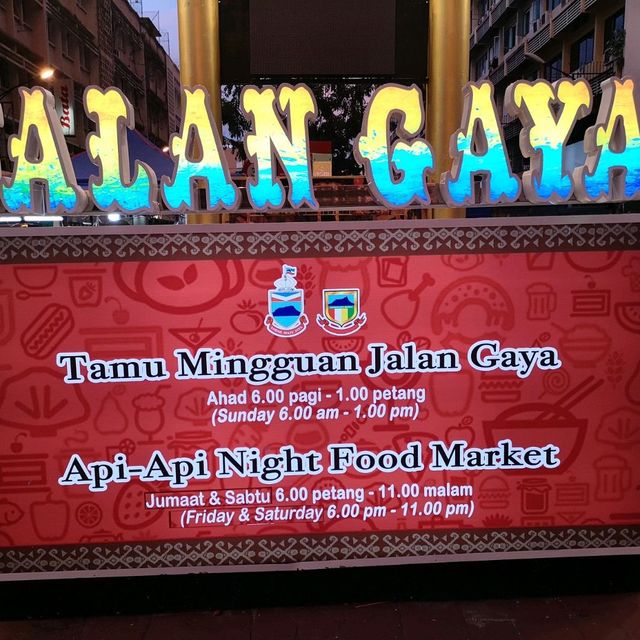 JALAN GAYA
Bata
Tamu Mingguan Jalan Gaya
Ahad 6.00 pagi - 1.00 petang
(Sunday 6.00 am - 1.00 pm)
Api-Api Night Food Market
Jumaat & Sabtu 6.00 petang - 11.00 malam
(Friday & Saturday 6.00 pm - 11.00 pm)